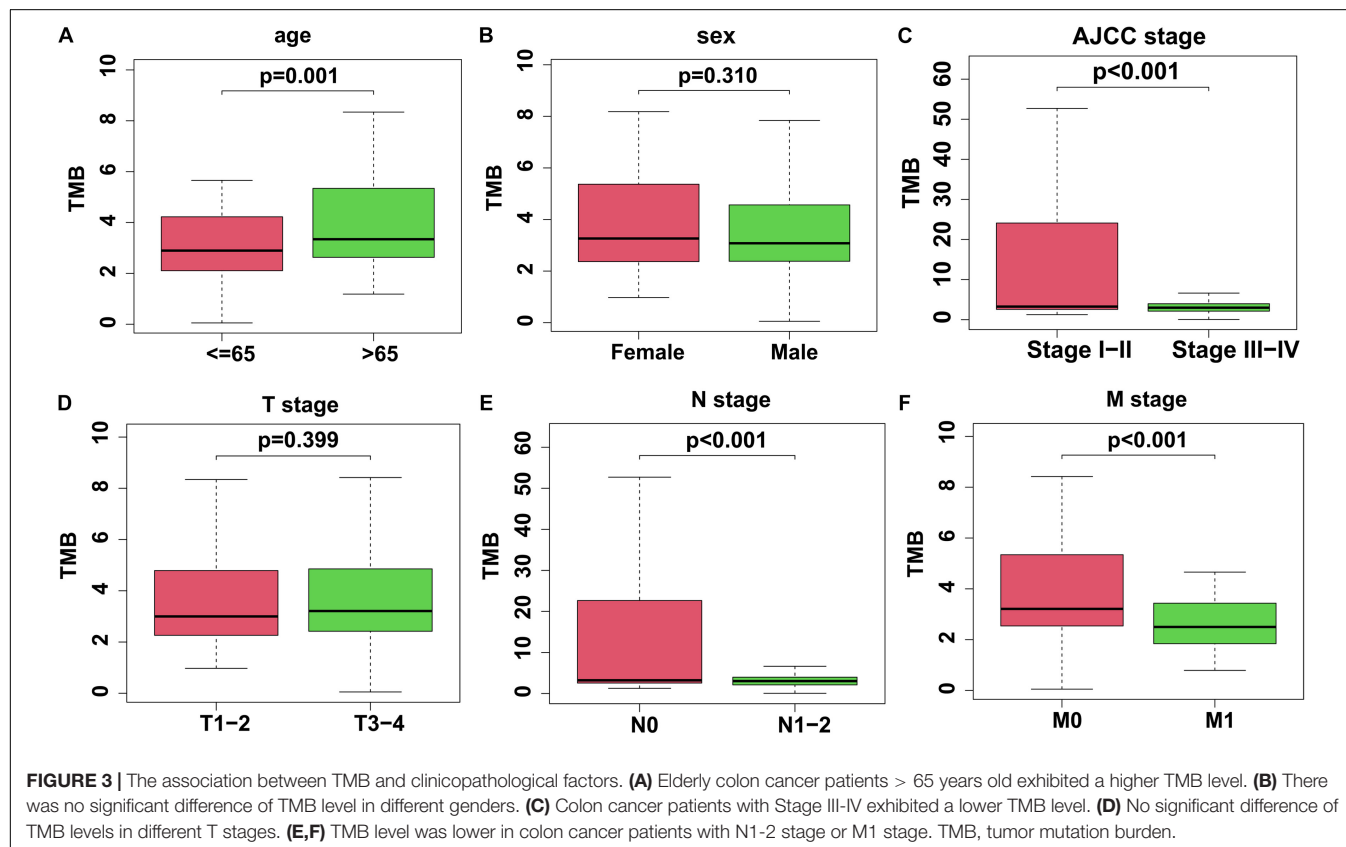 A
age
10
8
6
4
2
0
TMB
p=0.001
<=65
>65
B
sex
10
8
6
4
2
0
TMB
p=0.310
Female
Male
C
AJCC stage
60
50
40
30
20
10
0
TMB
p<0.001
Stage I−II
Stage III−IV
D
T stage
10
8
6
4
2
0
TMB
p=0.399
T1−2
T3−4
E
N stage
60
50
40
30
20
10
0
TMB
p<0.001
N0
N1−2
F
M stage
10
8
6
4
2
0
TMB
p<0.001
M0
M1
FIGURE 3 | The association between TMB and clinicopathological factors. (A) Elderly colon cancer patients > 65 years old exhibited a higher TMB level. (B) There
was no significant difference of TMB level in different genders. (C) Colon cancer patients with Stage III-IV exhibited a lower TMB level. (D) No significant difference of
TMB levels in different T stages. (E,F) TMB level was lower in colon cancer patients with N1-2 stage or M1 stage. TMB, tumor mutation burden.